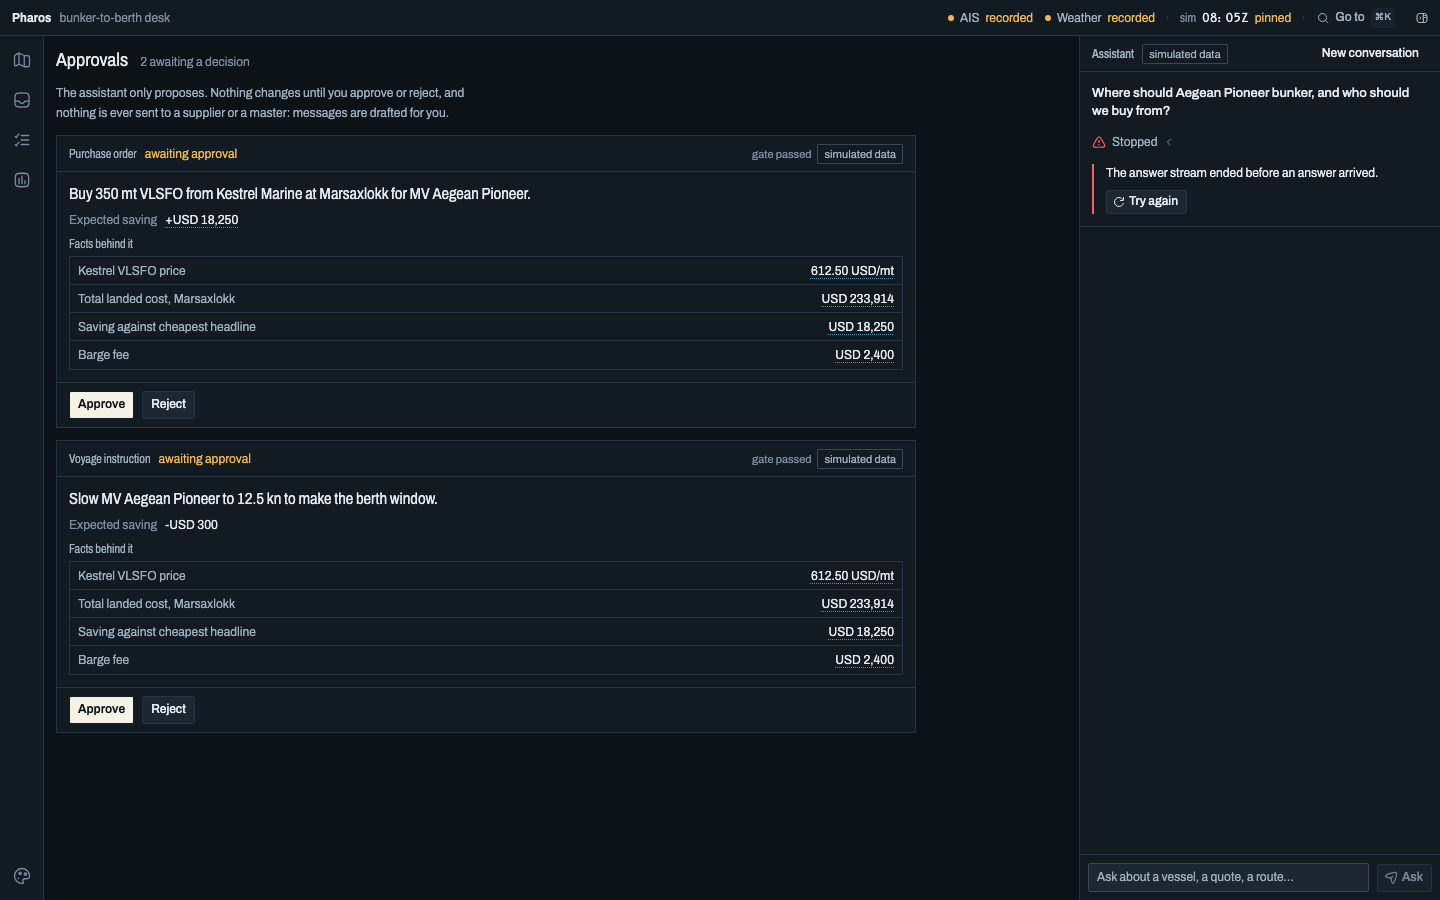 Pharos bunker-to-berth desk
AIS recorded Weather recorded sim 08:05Z pinned Go to ⌘K
Approvals 2 awaiting a decision
The assistant only proposes. Nothing changes until you approve or reject, and
nothing is ever sent to a supplier or a master: messages are drafted for you.
Purchase order awaiting approval gate passed simulated data
Buy 350 mt VLSFO from Kestrel Marine at Marsaxlokk for MV Aegean Pioneer.
Expected saving +USD 18,250
Facts behind it
Kestrel VLSFO price 612.50 USD/mt
Total landed cost, Marsaxlokk USD 233,914
Saving against cheapest headline USD 18,250
Barge fee USD 2,400
Approve Reject
Voyage instruction awaiting approval gate passed simulated data
Slow MV Aegean Pioneer to 12.5 kn to make the berth window.
Expected saving -USD 300
Facts behind it
Kestrel VLSFO price 612.50 USD/mt
Total landed cost, Marsaxlokk USD 233,914
Saving against cheapest headline USD 18,250
Barge fee USD 2,400
Approve Reject
Assistant simulated data New conversation
Where should Aegean Pioneer bunker, and who should
we buy from?
Stopped
The answer stream ended before an answer arrived.
Try again
Ask about a vessel, a quote, a route... Ask